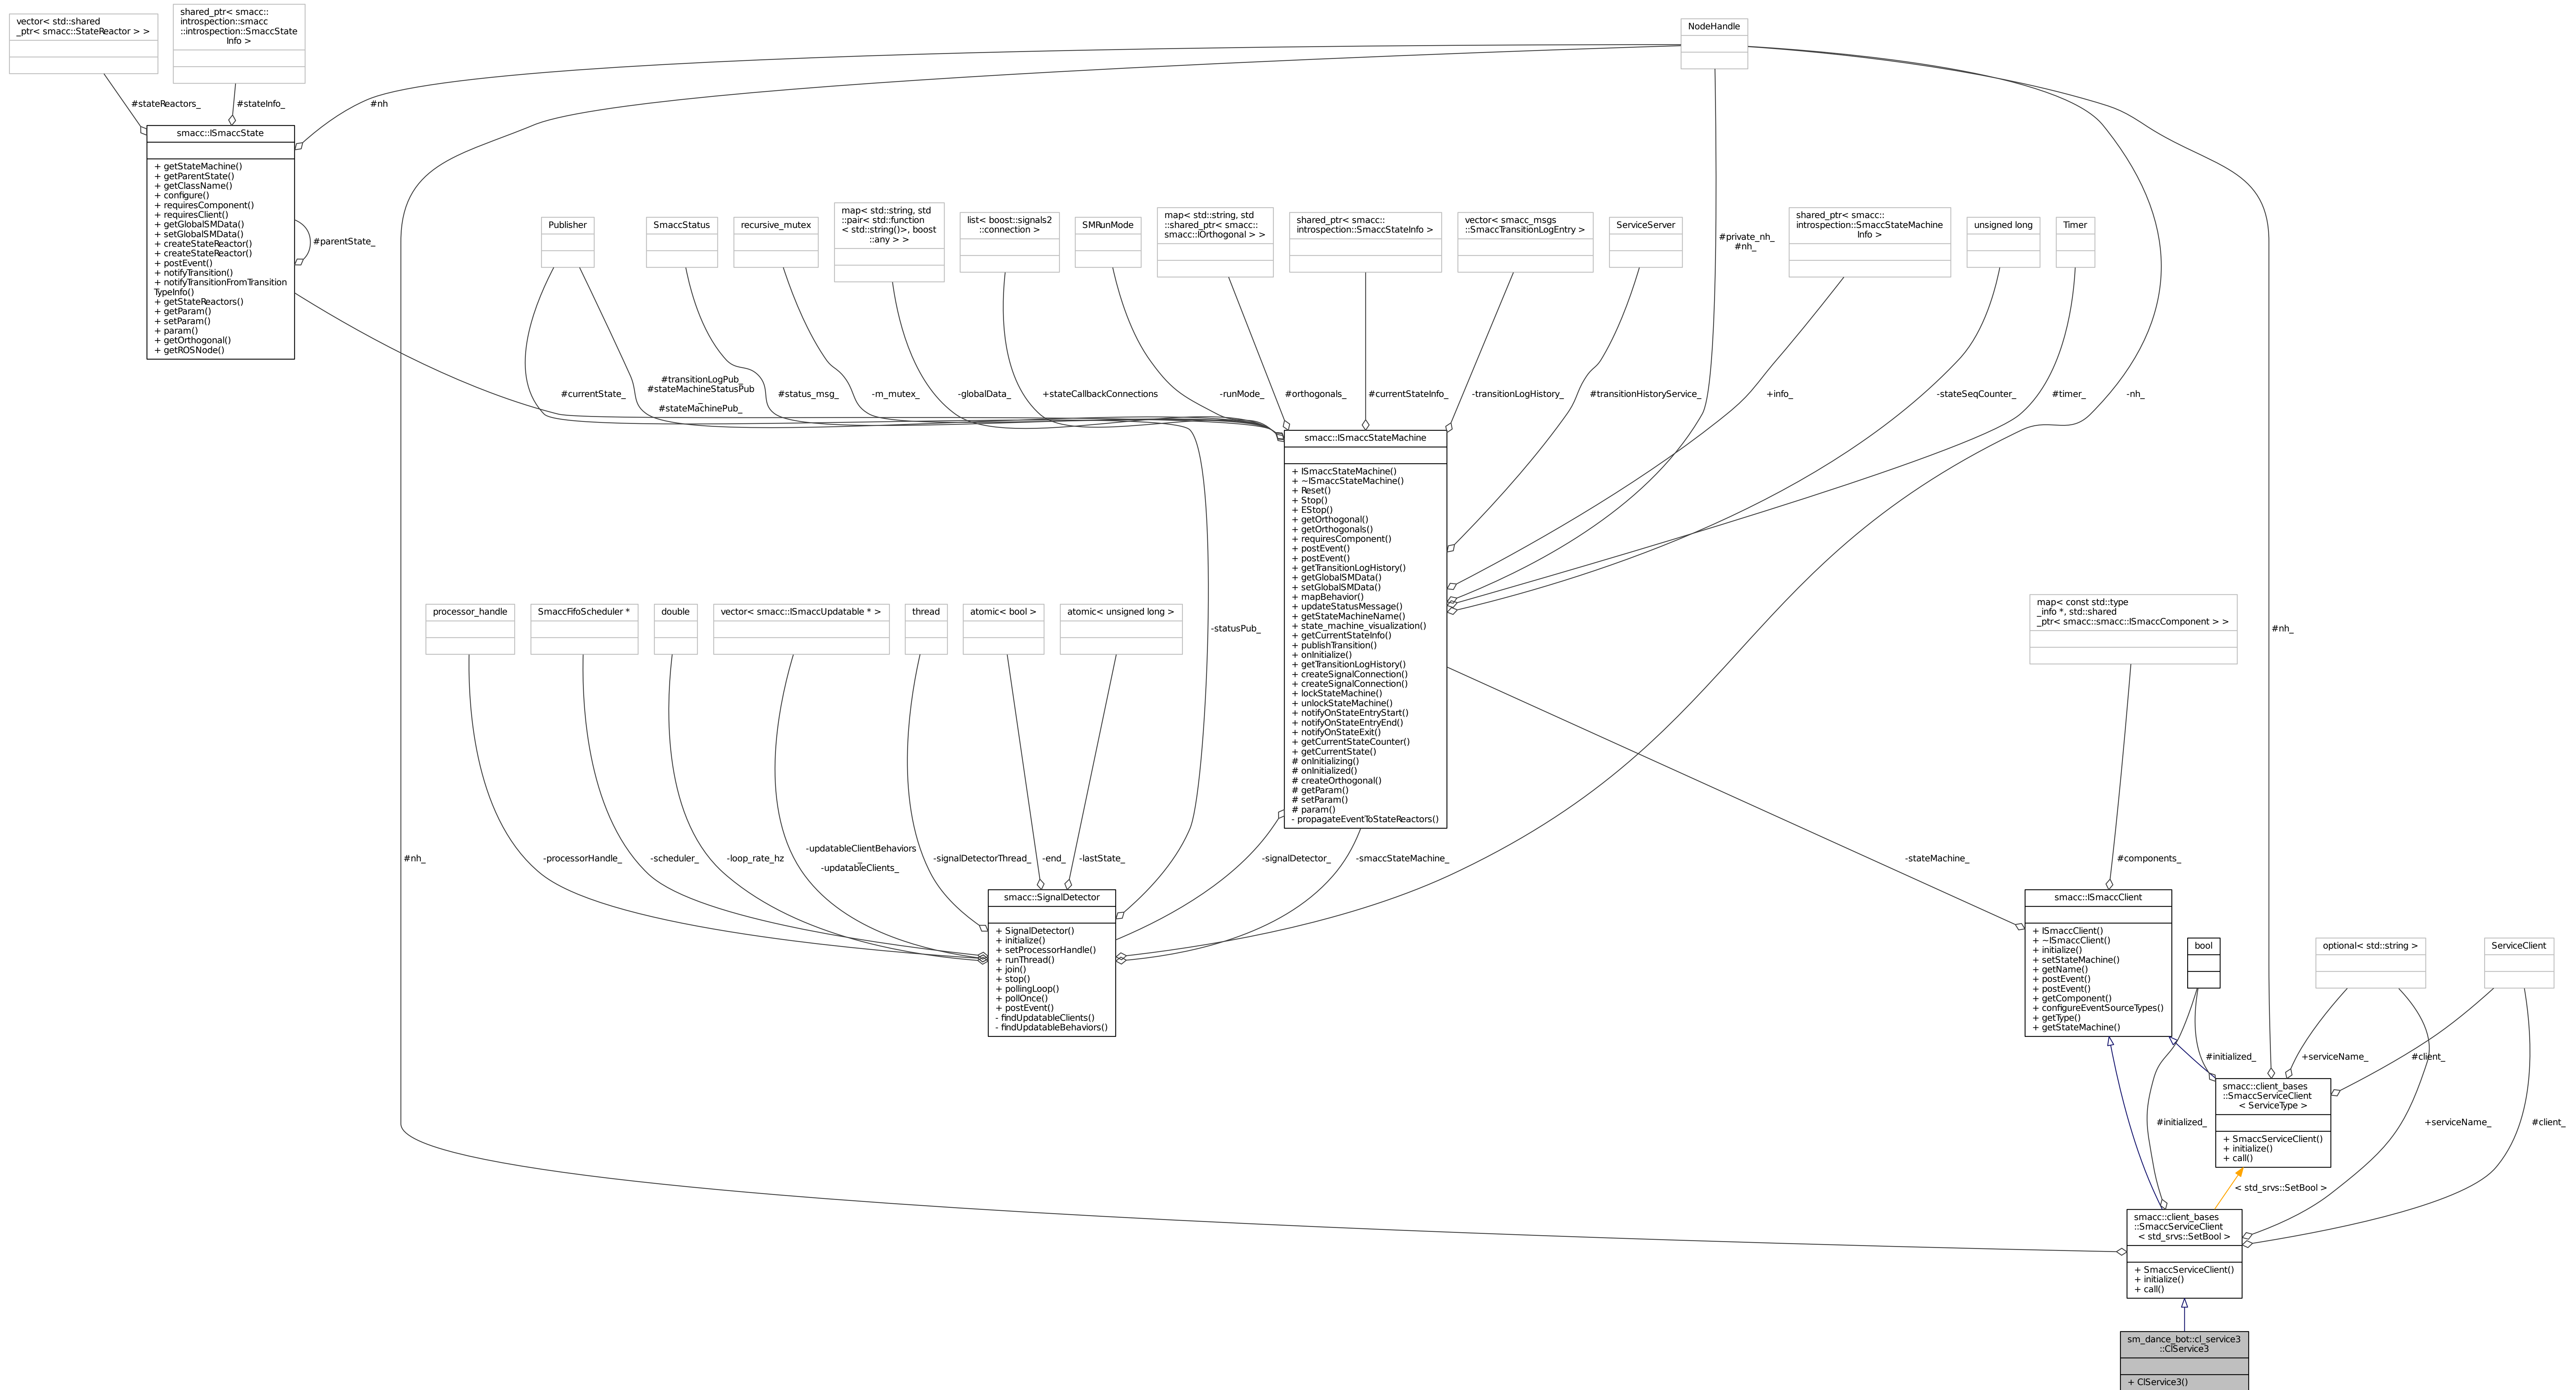 vector< std::shared
_ptr< smacc::StateReactor > >
shared_ptr< smacc::
introspection::smacc
::introspection::SmaccState
Info >
NodeHandle
#stateReactors_
#stateInfo_
#nh
smacc::ISmaccState
+ getStateMachine()
+ getParentState()
+ getClassName()
+ configure()
+ requiresComponent()
+ requiresClient()
+ getGlobalSMData()
+ setGlobalSMData()
+ createStateReactor()
+ createStateReactor()
+ postEvent()
+ notifyTransition()
+ notifyTransitionFromTransition
TypeInfo()
+ getStateReactors()
+ getParam()
+ setParam()
+ param()
+ getOrthogonal()
+ getROSNode()
#parentState_
Publisher
SmaccStatus
recursive_mutex
map< std::string, std
::pair< std::function
< std::string()>, boost
::any > >
list< boost::signals2
::connection >
SMRunMode
map< std::string, std
::shared_ptr< smacc::
smacc::IOrthogonal > >
shared_ptr< smacc::
introspection::SmaccStateInfo >
vector< smacc_msgs
::SmaccTransitionLogEntry >
ServiceServer
#private_nh_
#nh_
shared_ptr< smacc::
introspection::SmaccStateMachine
Info >
unsigned long
Timer
#currentState_
#transitionLogPub_
#stateMachineStatusPub
_
#stateMachinePub_
#status_msg_
-m_mutex_
-globalData_
+stateCallbackConnections
-runMode_
#orthogonals_
#currentStateInfo_
-transitionLogHistory_
#transitionHistoryService_
+info_
-stateSeqCounter_
#timer_
-nh_
smacc::ISmaccStateMachine
+ ISmaccStateMachine()
+ ~ISmaccStateMachine()
+ Reset()
+ Stop()
+ EStop()
+ getOrthogonal()
+ getOrthogonals()
+ requiresComponent()
+ postEvent()
+ postEvent()
+ getTransitionLogHistory()
+ getGlobalSMData()
+ setGlobalSMData()
+ mapBehavior()
+ updateStatusMessage()
+ getStateMachineName()
+ state_machine_visualization()
+ getCurrentStateInfo()
+ publishTransition()
+ onInitialize()
+ getTransitionLogHistory()
+ createSignalConnection()
+ createSignalConnection()
+ lockStateMachine()
+ unlockStateMachine()
+ notifyOnStateEntryStart()
+ notifyOnStateEntryEnd()
+ notifyOnStateExit()
+ getCurrentStateCounter()
+ getCurrentState()
# onInitializing()
# onInitialized()
# createOrthogonal()
# getParam()
# setParam()
# param()
- propagateEventToStateReactors()
processor_handle
SmaccFifoScheduler *
double
vector< smacc::ISmaccUpdatable * >
thread
atomic< bool >
atomic< unsigned long >
-statusPub_
map< const std::type
_info *, std::shared
_ptr< smacc::smacc::ISmaccComponent > >
#nh_
#nh_
-processorHandle_
-scheduler_
-loop_rate_hz
-updatableClientBehaviors
_
-updatableClients_
-signalDetectorThread_
-end_
-lastState_
-signalDetector_
-smaccStateMachine_
-stateMachine_
#components_
smacc::SignalDetector
+ SignalDetector()
+ initialize()
+ setProcessorHandle()
+ runThread()
+ join()
+ stop()
+ pollingLoop()
+ pollOnce()
+ postEvent()
- findUpdatableClients()
- findUpdatableBehaviors()
smacc::ISmaccClient
+ ISmaccClient()
+ ~ISmaccClient()
+ initialize()
+ setStateMachine()
+ getName()
+ postEvent()
+ postEvent()
+ getComponent()
+ configureEventSourceTypes()
+ getType()
+ getStateMachine()
bool
optional< std::string >
ServiceClient
#initialized_
+serviceName_
#client_
smacc::client_bases
::SmaccServiceClient
< ServiceType >
+ SmaccServiceClient()
+ initialize()
+ call()
#initialized_
+serviceName_
#client_
< std_srvs::SetBool >
smacc::client_bases
::SmaccServiceClient
< std_srvs::SetBool >
+ SmaccServiceClient()
+ initialize()
+ call()
sm_dance_bot::cl_service3
::ClService3
+ ClService3()